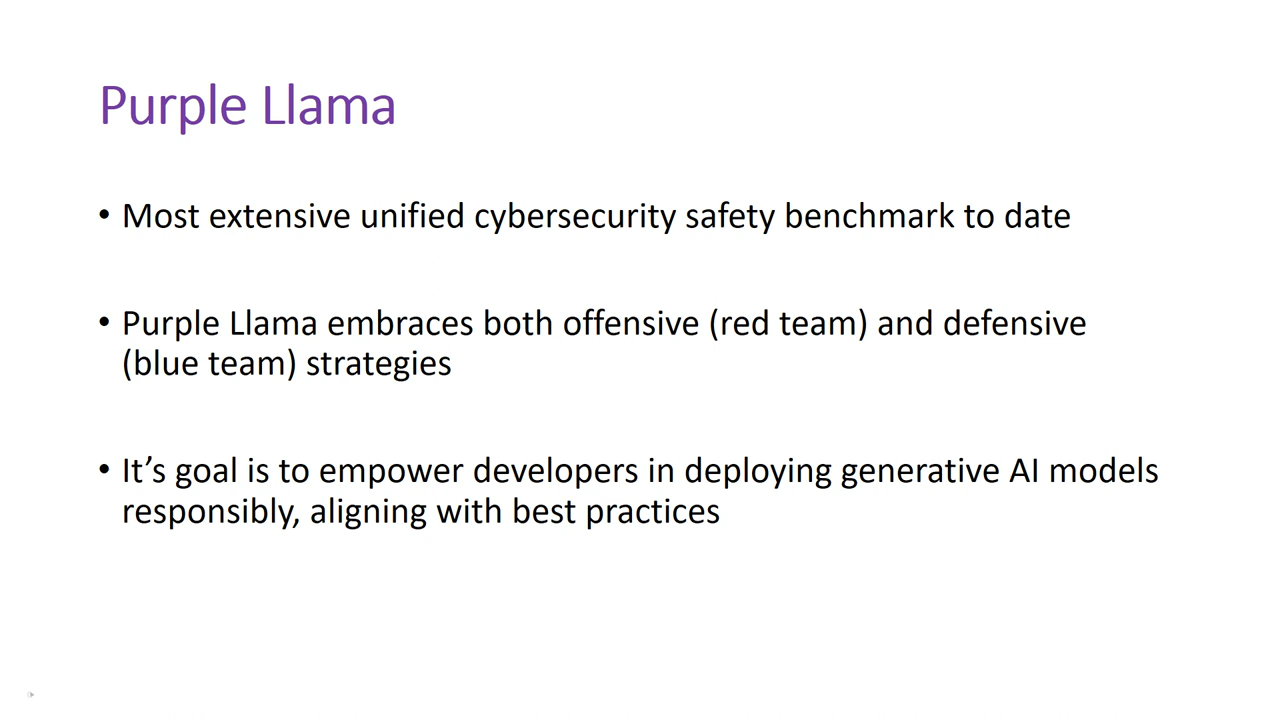 Purple Llama
• Most extensive unified cybersecurity safety benchmark to date
• Purple Llama embraces both offensive (red team) and defensive
(blue team) strategies
• It’s goal is to empower developers in deploying generative AI models
responsibly, aligning with best practices